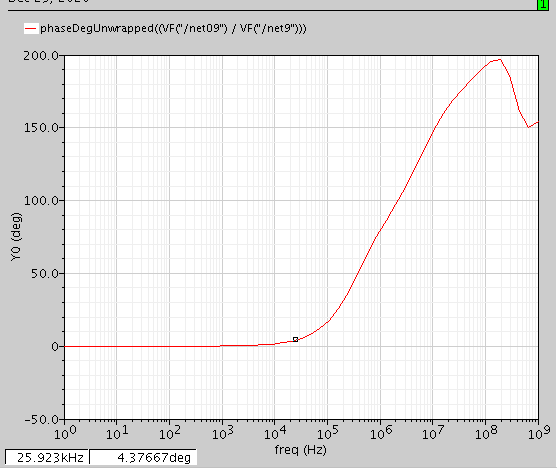 1
phaseDegUnwrapped((VF("/net09") / VF("/net9")))
200.0
150.0
100.0
50.0
0
-50.0
Y0 (deg)
10^0 10^1 10^2 10^3 10^4 10^5 10^6 10^7 10^8 10^9
freq (Hz)
25.923kHz 4.37667deg